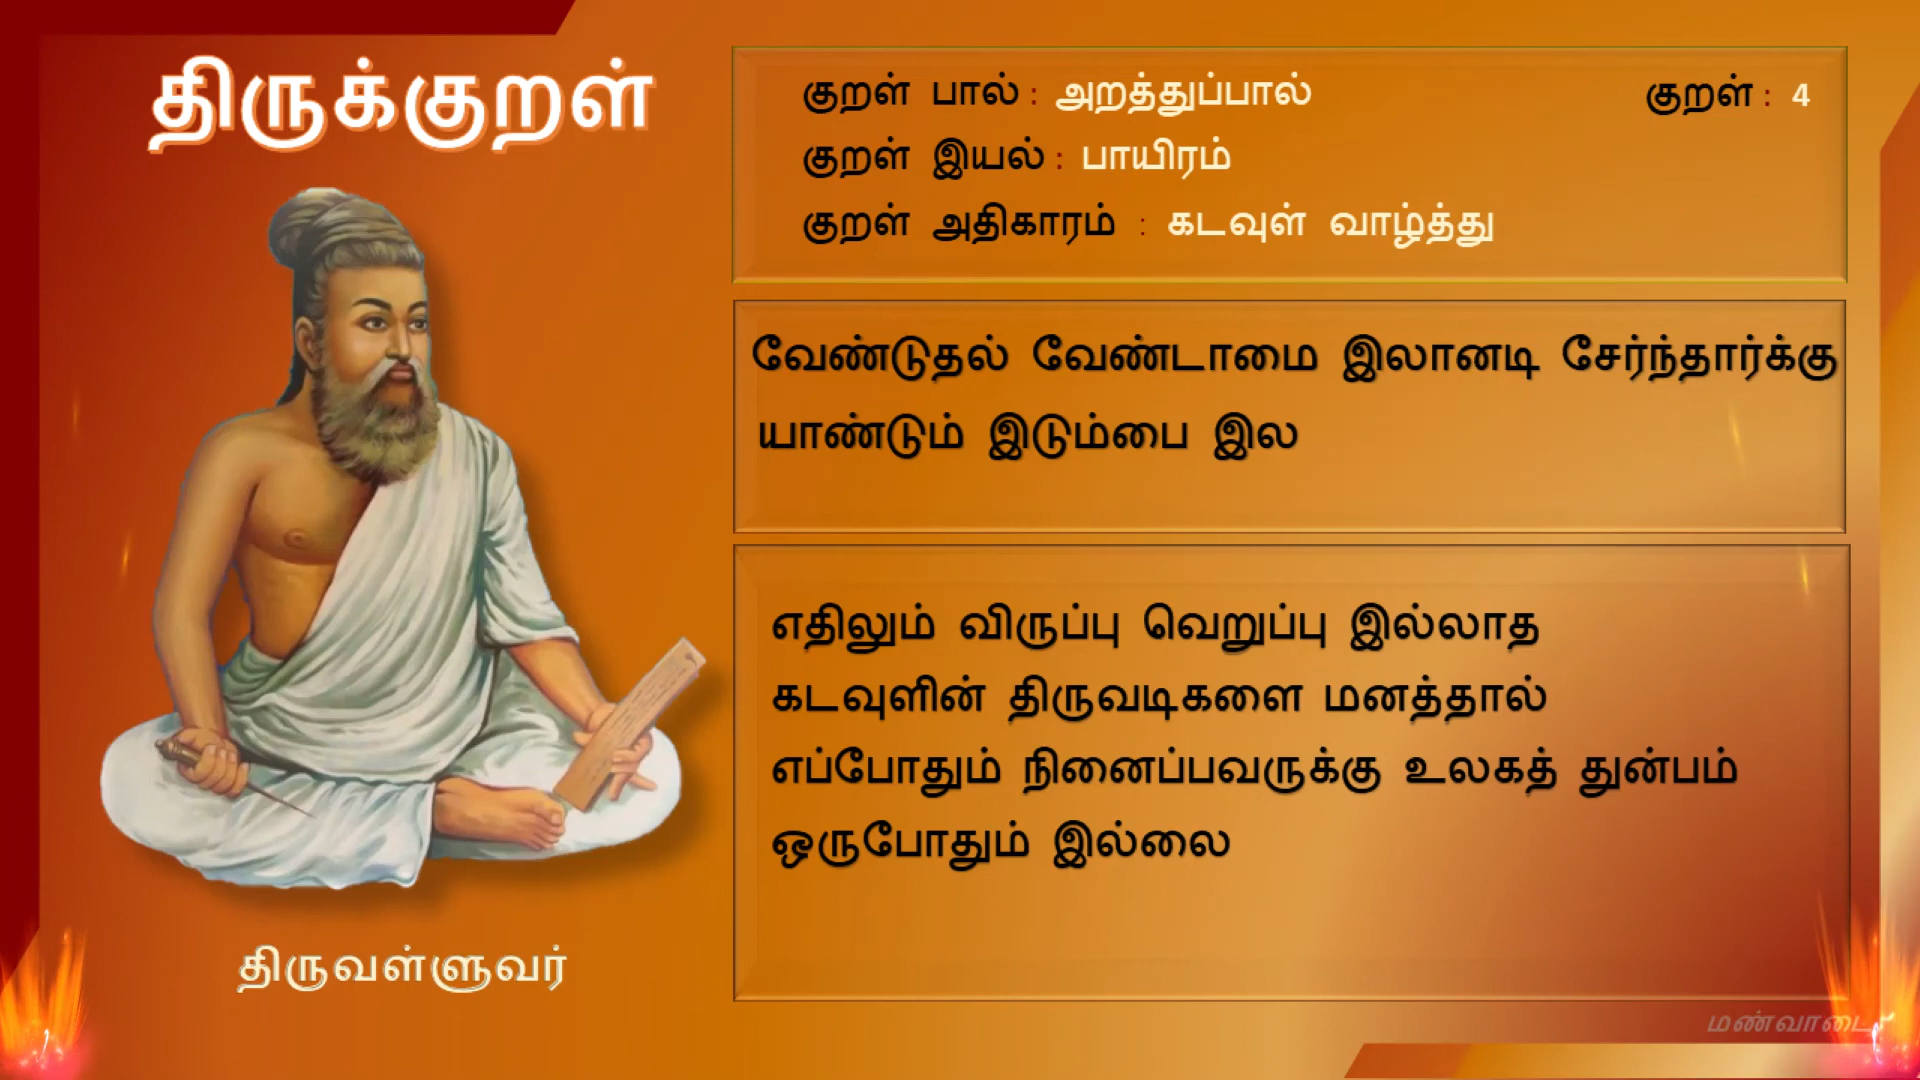 திருக்குறள்
குறள் பால் : அறத்துப்பால்
குறள் : 4
குறள் இயல் : பாயிரம்
குறள் அதிகாரம் : கடவுள் வாழ்த்து
வேண்டுதல் வேண்டாமை இலானடி சேர்ந்தார்க்கு
யாண்டும் இடும்பை இல
எதிலும் விருப்பு வெறுப்பு இல்லாத
கடவுளின் திருவடிகளை மனத்தால்
எப்போதும் நினைப்பவருக்கு உலகத் துன்பம்
ஒருபோதும் இல்லை
திருவள்ளுவர்
மண்வாடை